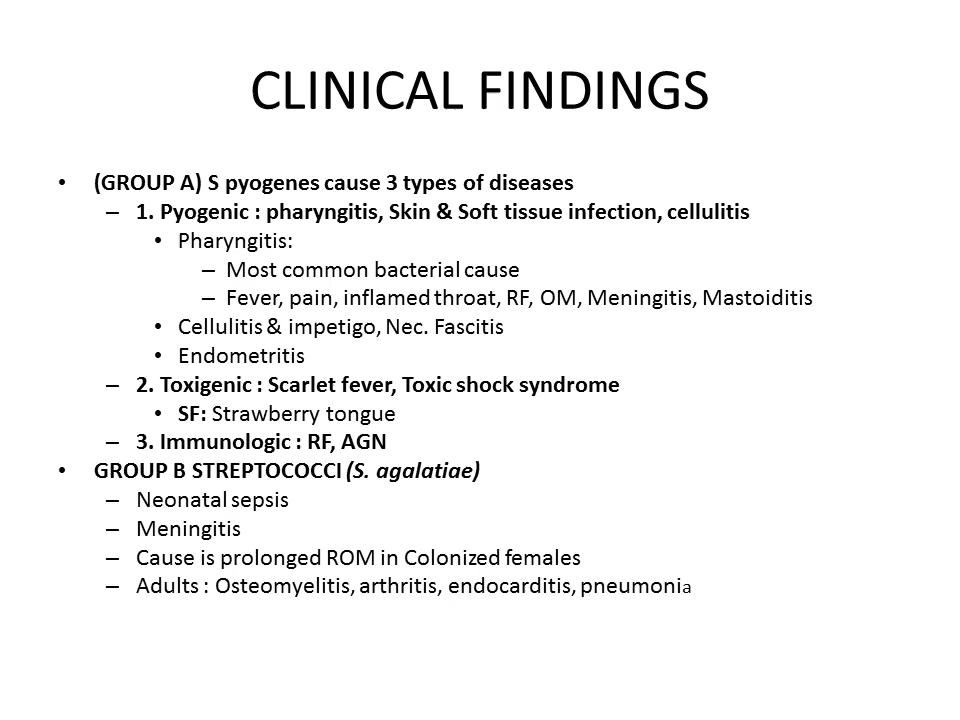 CLINICAL FINDINGS
• (GROUP A) S pyogenes cause 3 types of diseases
– 1. Pyogenic : pharyngitis, Skin & Soft tissue infection, cellulitis
• Pharyngitis:
– Most common bacterial cause
– Fever, pain, inflamed throat, RF, OM, Meningitis, Mastoiditis
• Cellulitis & impetigo, Nec. Fascitis
• Endometritis
– 2. Toxigenic : Scarlet fever, Toxic shock syndrome
• SF: Strawberry tongue
– 3. Immunologic : RF, AGN
• GROUP B STREPTOCOCCI (S. agalatiae)
– Neonatal sepsis
– Meningitis
– Cause is prolonged ROM in Colonized females
– Adults : Osteomyelitis, arthritis, endocarditis, pneumonia